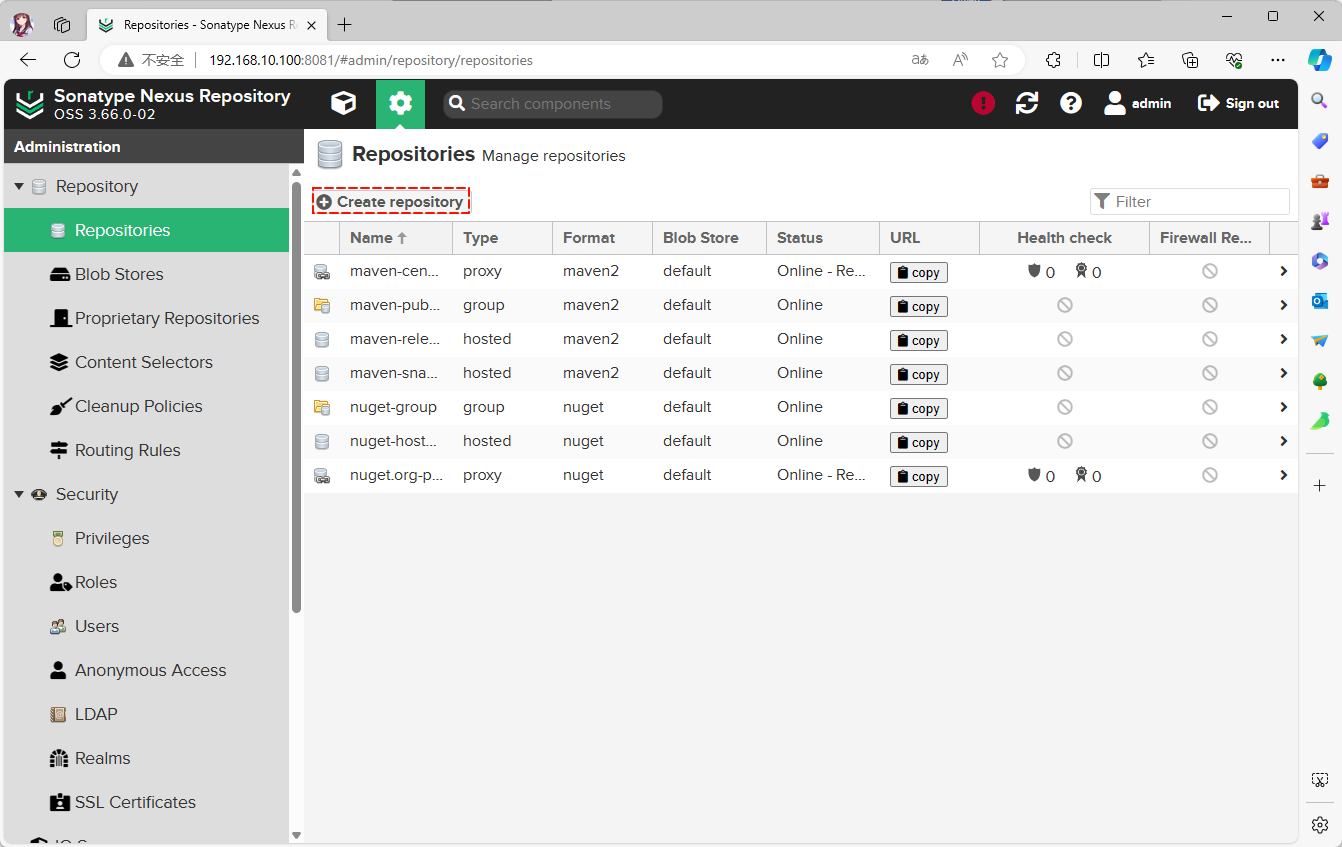 Repositories - Sonatype Nexus R
不安全
192.168.10.100:8081/#admin/repository/repositories
Sonatype Nexus Repository
OSS 3.66.0-02
Search components
admin
Sign out
Administration
Repository
Repositories
Blob Stores
Proprietary Repositories
Content Selectors
Cleanup Policies
Routing Rules
Security
Privileges
Roles
Users
Anonymous Access
LDAP
Realms
SSL Certificates
Repositories Manage repositories
Create repository
Filter
Name Type Format Blob Store Status URL Health check Firewall Re...
maven-cen... proxy maven2 default Online - Re... copy 0 0
maven-pub... group maven2 default Online copy
maven-rele... hosted maven2 default Online copy
maven-sna... hosted maven2 default Online copy
nuget-group group nuget default Online copy
nuget-host... hosted nuget default Online copy
nuget.org-p... proxy nuget default Online - Re... copy 0 0